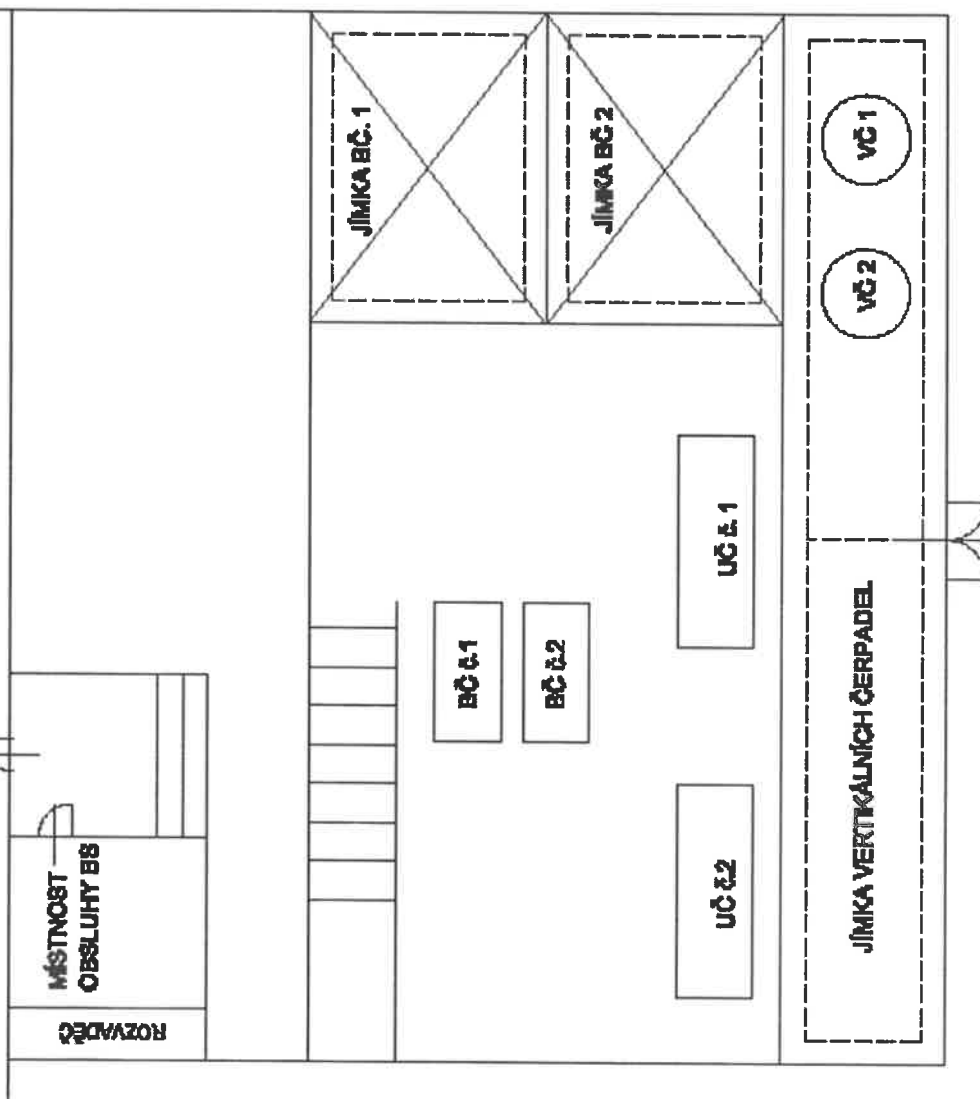 JÍMKA BČ. 1
JÍMKA BČ 2
VČ 1
VČ 2
UČ č. 1
BČ č.1
BČ č.2
UČ č.2
JÍMKA VERTIKÁLNÍCH ČERPADEL
MÍSTNOST
OBSLUHY BS
ROZVADĚČ